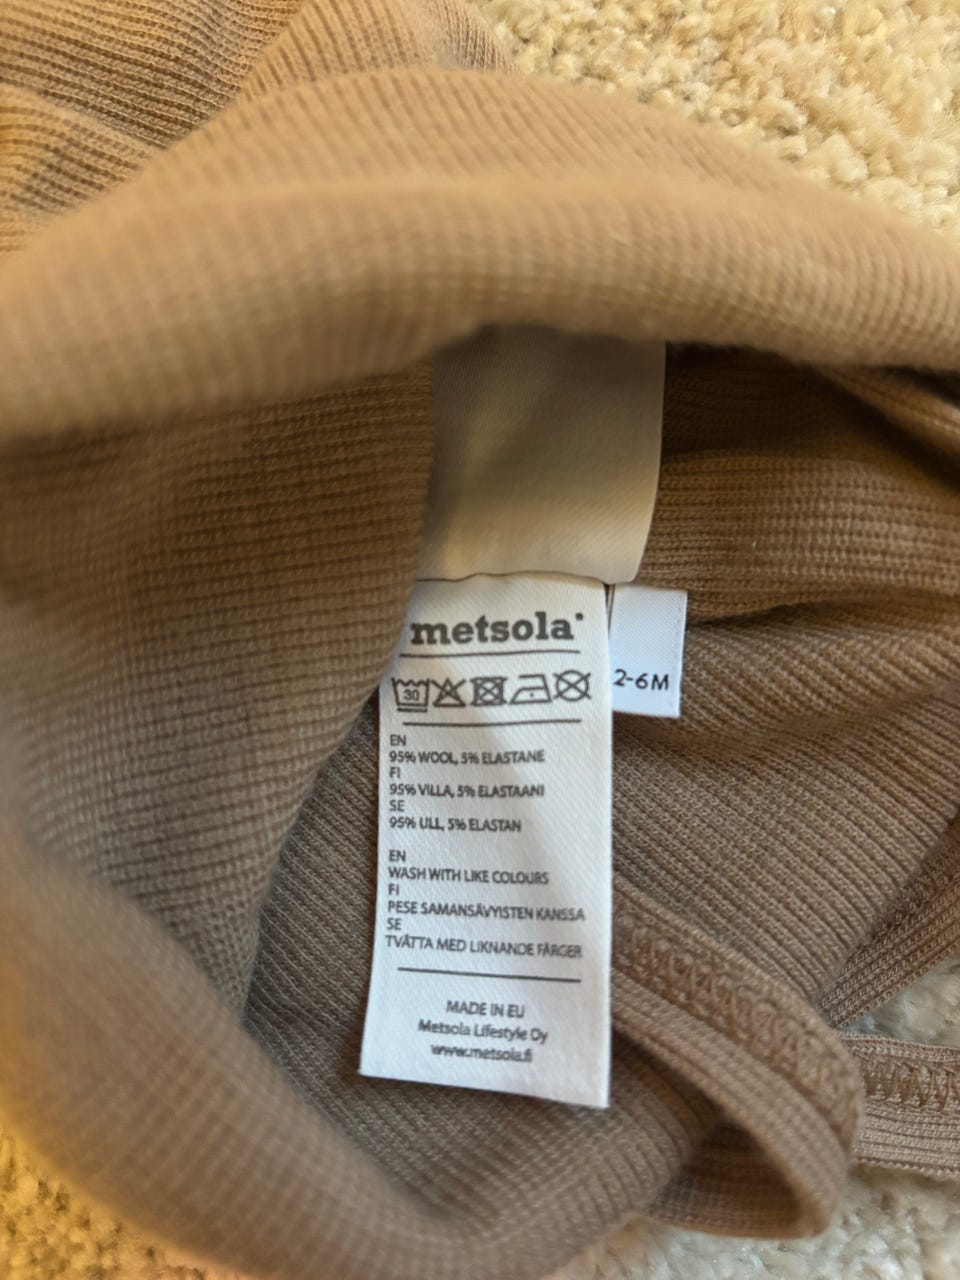 metsola
30
2-6M
EN
95% WOOL, 5% ELASTANE
FI
95% VILLA, 5% ELASTAANI
SE
95% ULL, 5% ELASTAN
EN
WASH WITH LIKE COLOURS
FI
PESE SAMANSÄVYISTEN KANSSA
SE
TVÄTTA MED LIKNANDE FÄRGER
MADE IN EU
Metsola Lifestyle Oy
www.metsola.fi